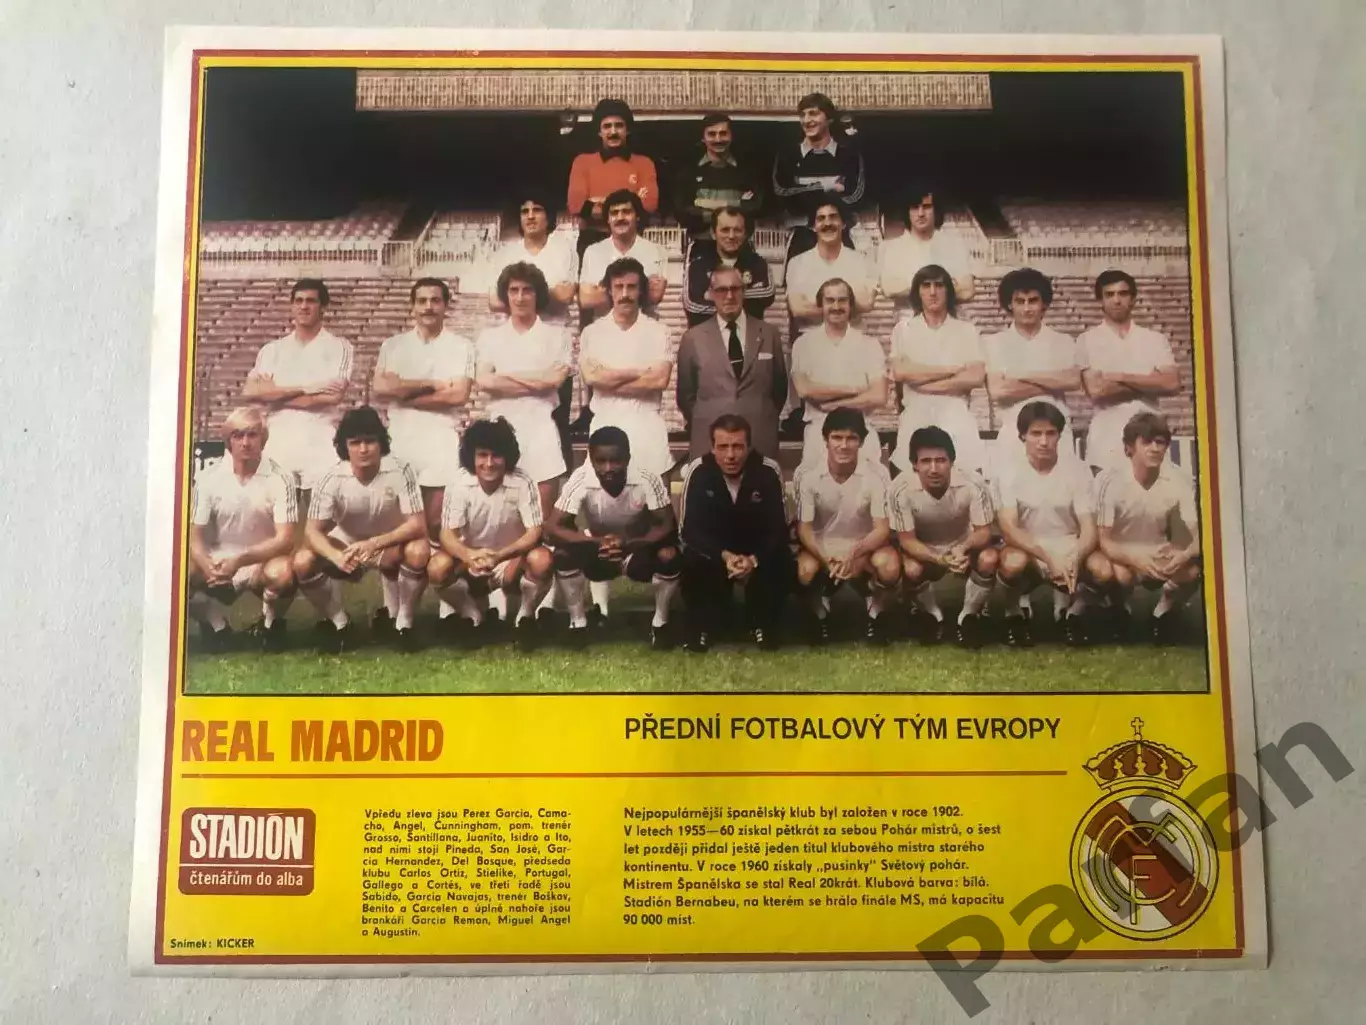 REAL MADRID
PŘEDNÍ FOTBALOVÝ TÝM EVROPY
STADIÓN
čtenářům do alba
Snímek: KICKER
Vpředu zleva jsou Perez Garcia, Cama-
cho, Angel, Cunningham, pom. trenér
Grosso, Santillana, Juanito, Isidro a Ito,
nad nimi stojí Pineda, San José, Gar-
cia Hernandez, Del Bosque, předseda
klubu Carlos Ortiz, Stielike, Portugal,
Gallego a Cortés, ve třetí řadě jsou
Sabido, Garcia Navajas, trenér Boškav,
Benito a Carcelen a úplně nahoře jsou
brankáři Garcia Remon, Miguel Angel
a Augustin.
Nejpopulárnější španělský klub byl založen v roce 1902.
V letech 1955—60 získal pětkrát za sebou Pohár mistrů, o šest
let později přidal ještě jeden titul klubového mistra starého
kontinentu. V roce 1960 získaly „pusinky" Světový pohár.
Mistrem Španělska se stal Real 20krát. Klubová barva: bílá.
Stadión Bernabeu, na kterém se hrálo finále MS, má kapacitu
90 000 míst.
Partfan